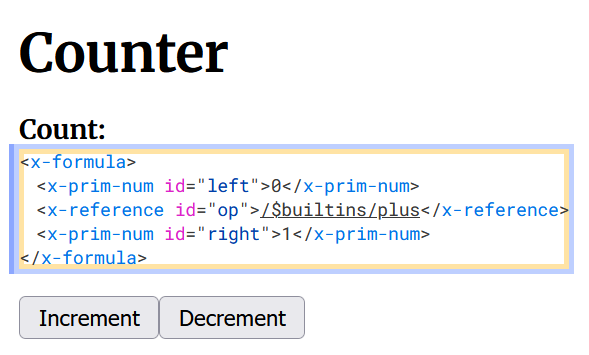 Counter
Count:
<x-formula>
<x-prim-num id="left">0</x-prim-num>
<x-reference id="op">/$builtins/plus</x-reference>
<x-prim-num id="right">1</x-prim-num>
</x-formula>
Increment Decrement